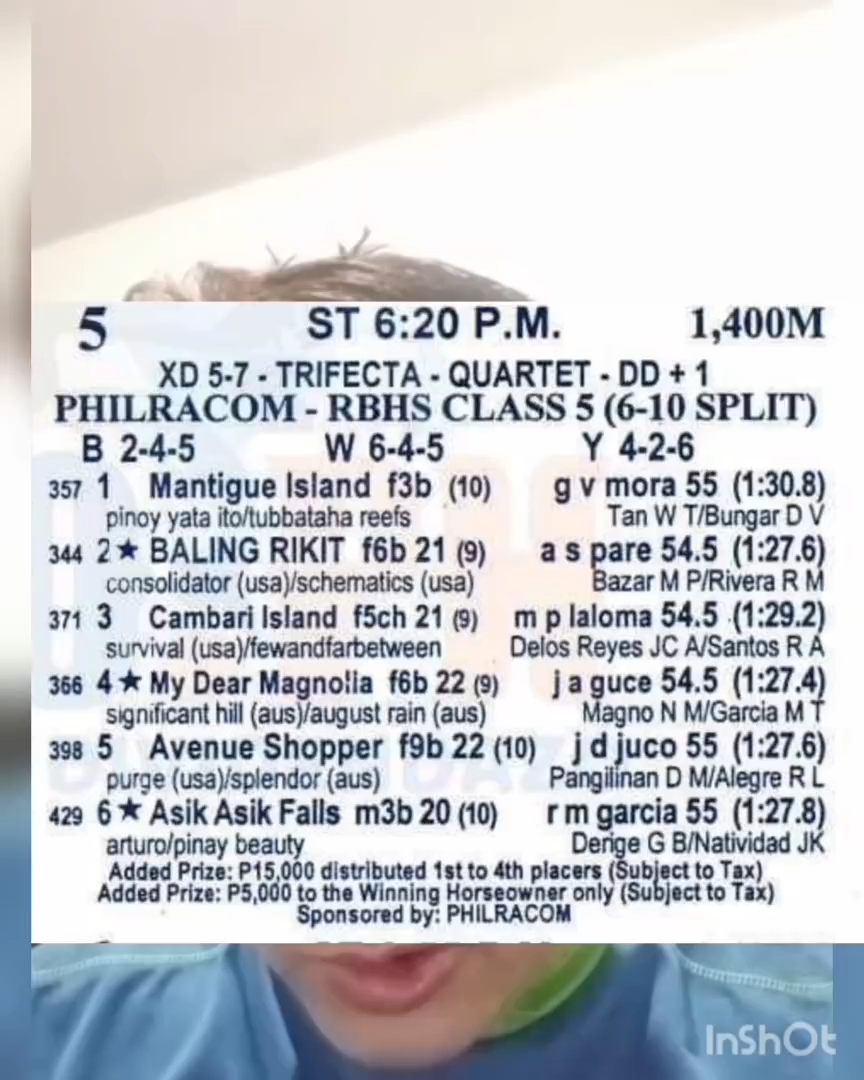 5 ST 6:20 P.M. 1,400M
XD 5-7 - TRIFECTA - QUARTET - DD + 1
PHILRACOM - RBHS CLASS 5 (6-10 SPLIT)
B 2-4-5 W 6-4-5 Y 4-2-6
357 1 Mantigue Island f3b (10) g v mora 55 (1:30.8)
pinoy yata ito/tubbataha reefs Tan W T/Bungar D V
344 2★ BALING RIKIT f6b 21 (9) a s pare 54.5 (1:27.6)
consolidator (usa)/schematics (usa) Bazar M P/Rivera R M
371 3 Cambari Island f5ch 21 (9) m p laloma 54.5 (1:29.2)
survival (usa)/fewandfarbetween Delos Reyes JC A/Santos R A
366 4★ My Dear Magnolia f6b 22 (9) j a guce 54.5 (1:27.4)
significant hill (aus)/august rain (aus) Magno N M/Garcia M T
398 5 Avenue Shopper f9b 22 (10) j d juco 55 (1:27.6)
purge (usa)/splendor (aus) Pangilinan D M/Alegre R L
429 6★ Asik Asik Falls m3b 20 (10) r m garcia 55 (1:27.8)
arturo/pinay beauty Derige G B/Natividad JK
Added Prize: P15,000 distributed 1st to 4th placers (Subject to Tax)
Added Prize: P5,000 to the Winning Horseowner only (Subject to Tax)
Sponsored by: PHILRACOM
InShOt